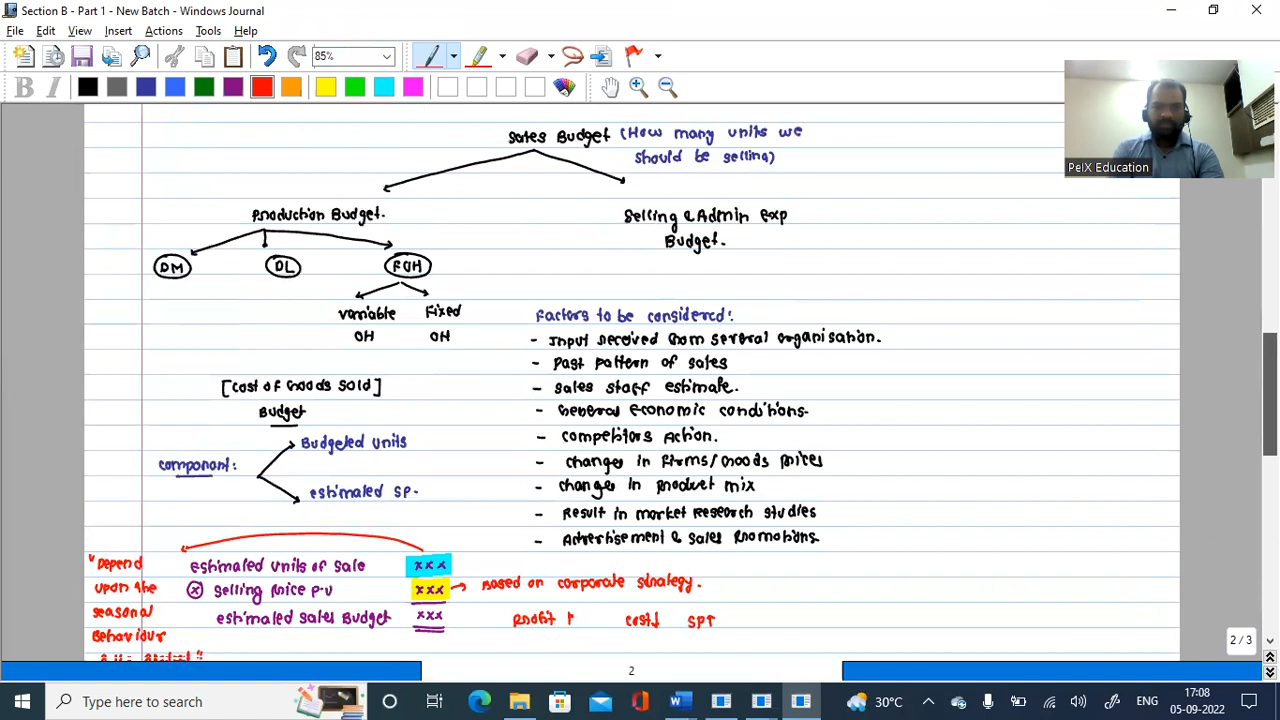 Section B - Part 1 - New Batch - Windows Journal
File Edit View Insert Actions Tools Help
85%
B I
PelX Education
Sales Budget (How many units we
should be selling)
Production Budget.
Selling & Admin Exp
Budget.
DM DL FOH
Variable Fixed
OH OH
Factors to be considered:
- Input received from several organisation.
- Past pattern of sales
- Sales staff estimate.
- General economic conditions.
- Competitors Action.
- Changes in Firms/Goods prices
- Changes in product mix
- Result in market research studies
- Advertisement & sales Promotions.
[Cost of Goods Sold]
Budget
Component:
Budgeted Units
estimated SP.
"Depend
upon the
seasonal
Behaviour
estimated units of sale xxx
ⓧ selling price p.u xxx → Based on corporate strategy.
estimated sales Budget xxx
Profit ↑ cost↓ SP↑
2
2 / 3
Type here to search
30°C
ENG
17:08
05-09-2022